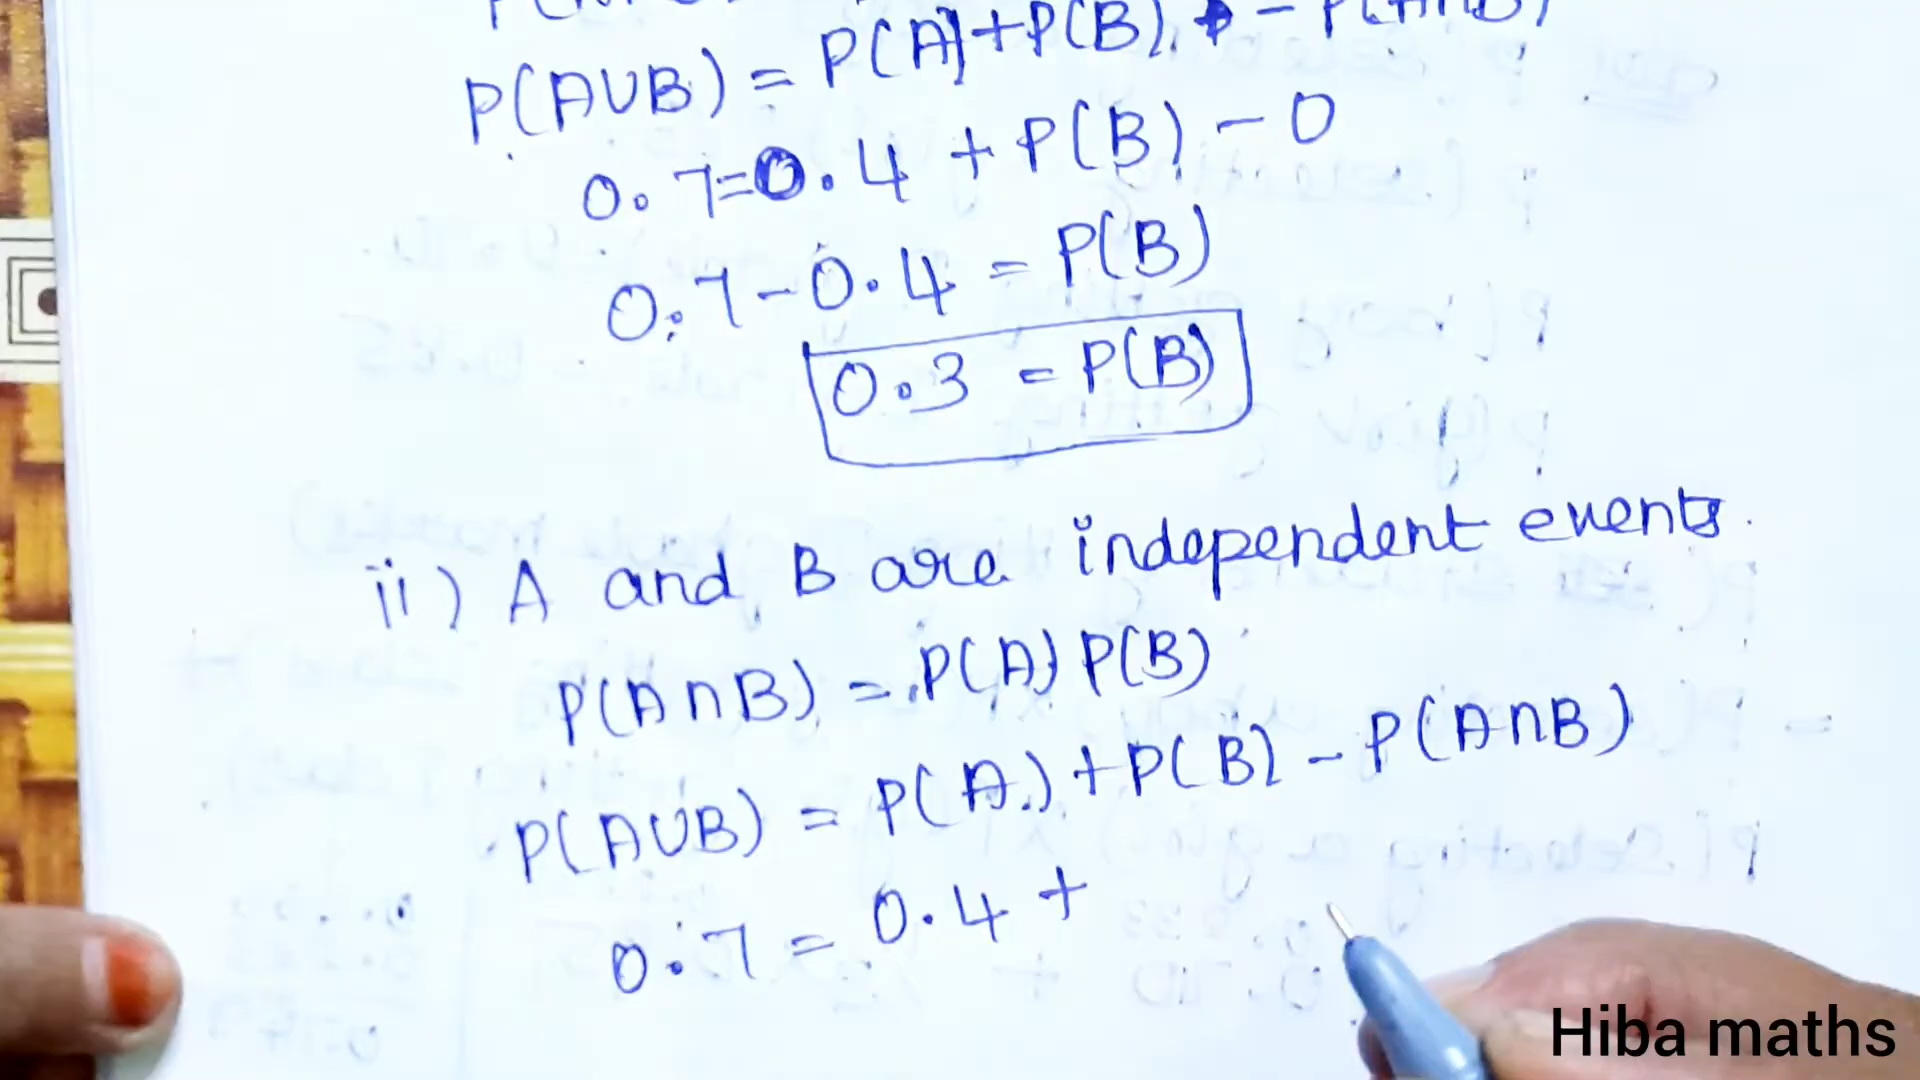 P(A∪B) = P(A)+P(B) - P(A∩B)
0.7=0.4 + P(B) - 0
0.7-0.4 = P(B)
0.3 = P(B)
ii) A and B are independent events.
P(A∩B) = P(A) P(B)
P(A∪B) = P(A)+P(B) - P(A∩B)
0.7 = 0.4 +
Hiba maths